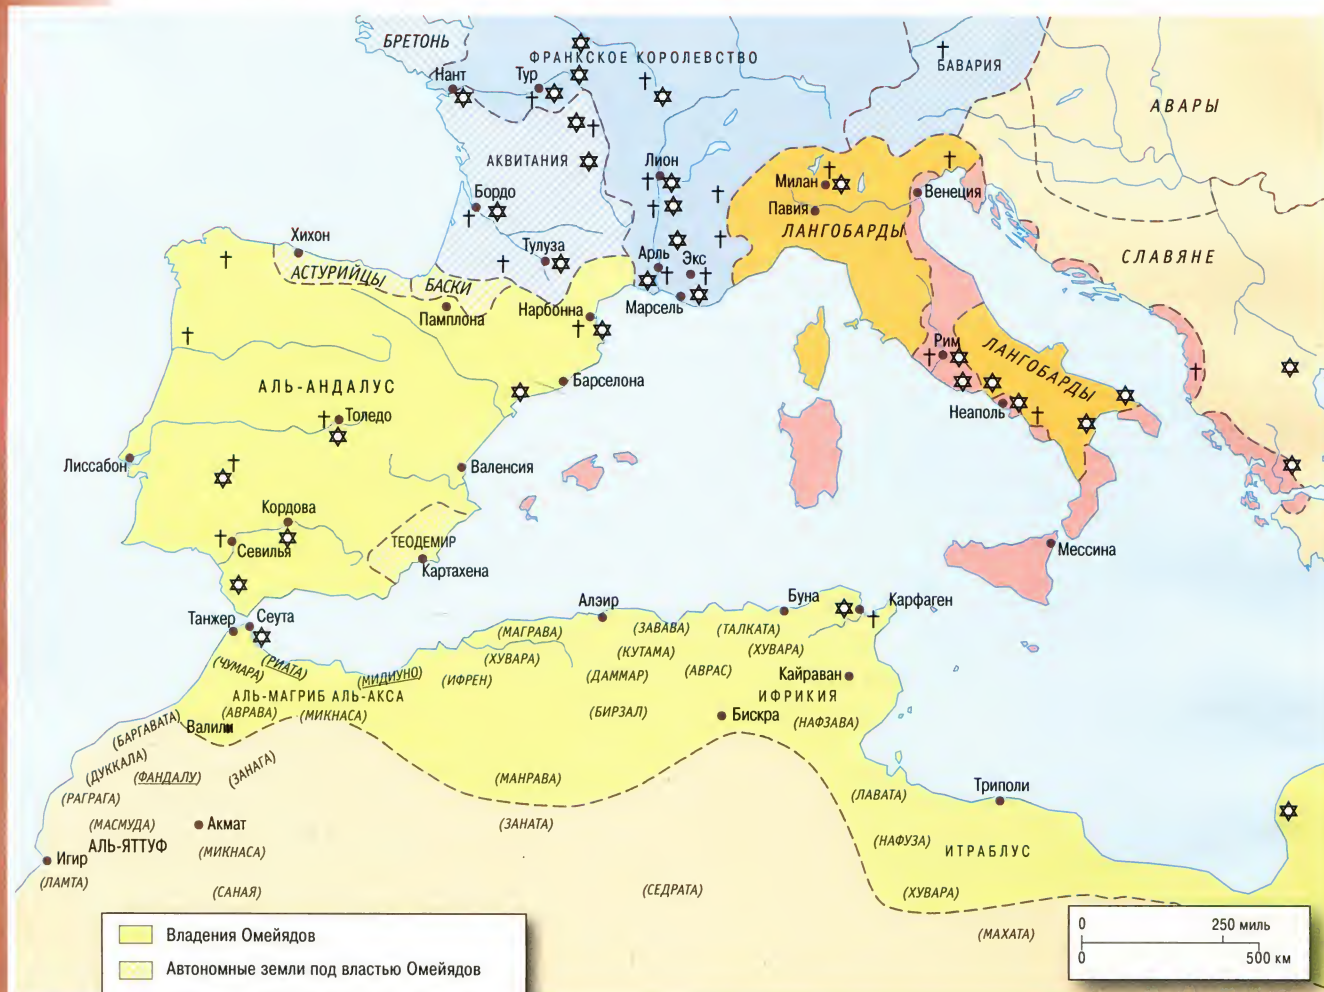 БРЕТОНЬ
ФРАНКСКОЕ КОРОЛЕВСТВО
БАВАРИЯ
Нант
Тур
АВАРЫ
АКВИТАНИЯ
Лион
Милан
Венеция
Бордо
Павия
ЛАНГОБАРДЫ
Хихон
Тулуза
Арль
Экс
СЛАВЯНЕ
АСТУРИЙЦЫ
БАСКИ
Памплона
Нарбонна
Марсель
Рим
ЛАНГОБАРДЫ
АЛЬ-АНДАЛУС
Барселона
Толедо
Неаполь
Лиссабон
Валенсия
Кордова
Севилья
ТЕОДЕМИР
Картахена
Мессина
Танжер
Сеута
Алэир
Буна
Карфаген
(МАГРАВА)
(ЗАВАВА)
(ТАЛКАТА)
(ЧУМАРА)
(РИАТА)
(МИДИУНО)
(ХУВАРА)
(КУТАМА)
(ХУВАРА)
(ИФРЕН)
(ДАММАР)
(АВРАС)
Кайраван
АЛЬ-МАГРИБ АЛЬ-АКСА
ИФРИКИЯ
(АВРАВА)
(МИКНАСА)
(БИРЗАЛ)
Бискра
(НАФЗАВА)
(БАРГАВАТА)
Валили
(ДУККАЛА)
(ФАНДАЛУ)
(ЗАНАГА)
(МАНРАВА)
(РАГРАГА)
(ЛАВАТА)
Триполи
(МАСМУДА)
Акмат
(ЗАНАТА)
АЛЬ-ЯТТУФ
(МИКНАСА)
(НАФУЗА)
ИТРАБЛУС
Игир
(ЛАМТА)
(САНАЯ)
(СЕДРАТА)
(ХУВАРА)
(МАХАТА)
Владения Омейядов
Автономные земли под властью Омейядов
0 250 миль
0 500 км